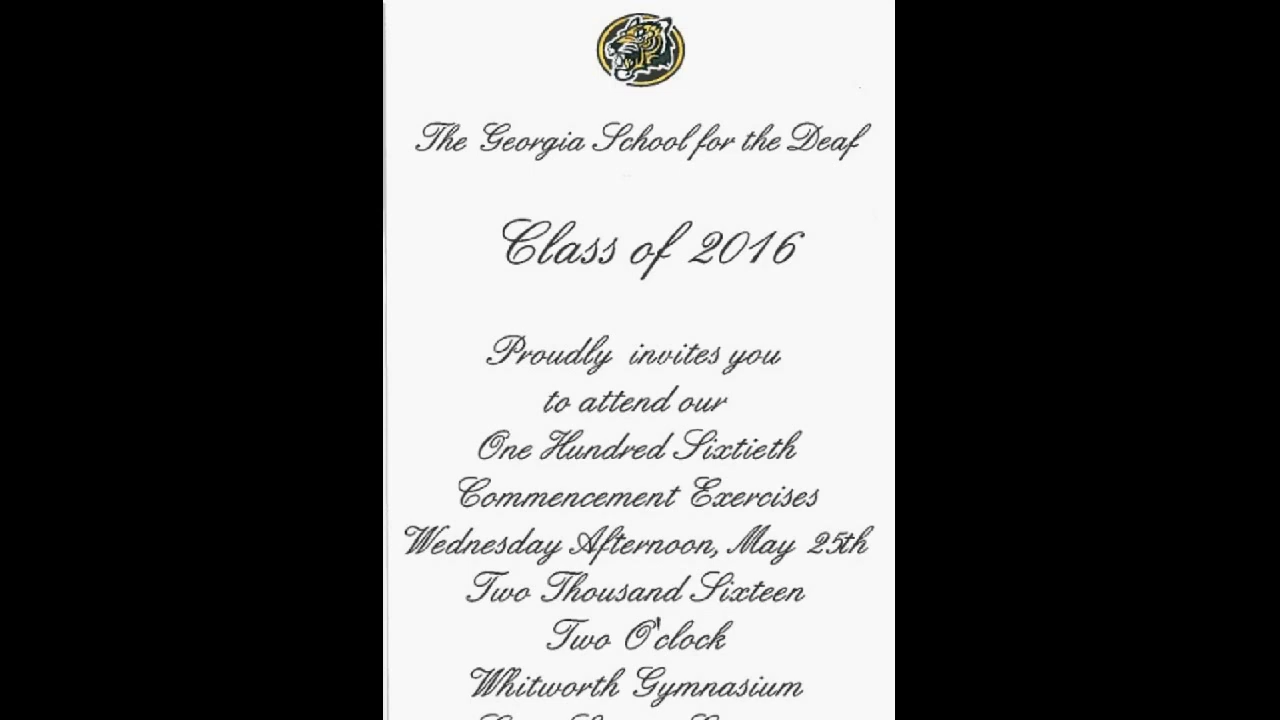 The Georgia School for the Deaf
Class of 2016
Proudly invites you
to attend our
One Hundred Sixtieth
Commencement Exercises
Wednesday Afternoon, May 25th
Two Thousand Sixteen
Two O'clock
Whitworth Gymnasium